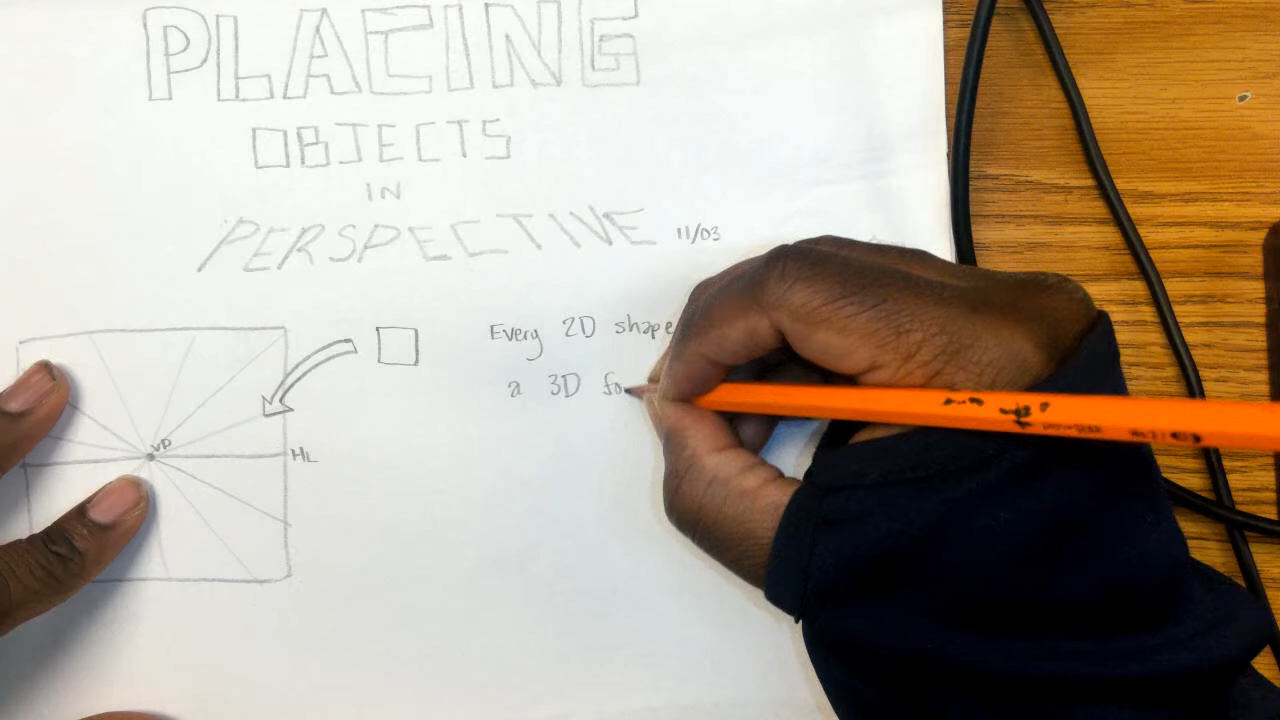 PLACING
OBJECTS
IN
PERSPECTIVE 11/03
Every 2D shape
a 3D fo
VP
HL